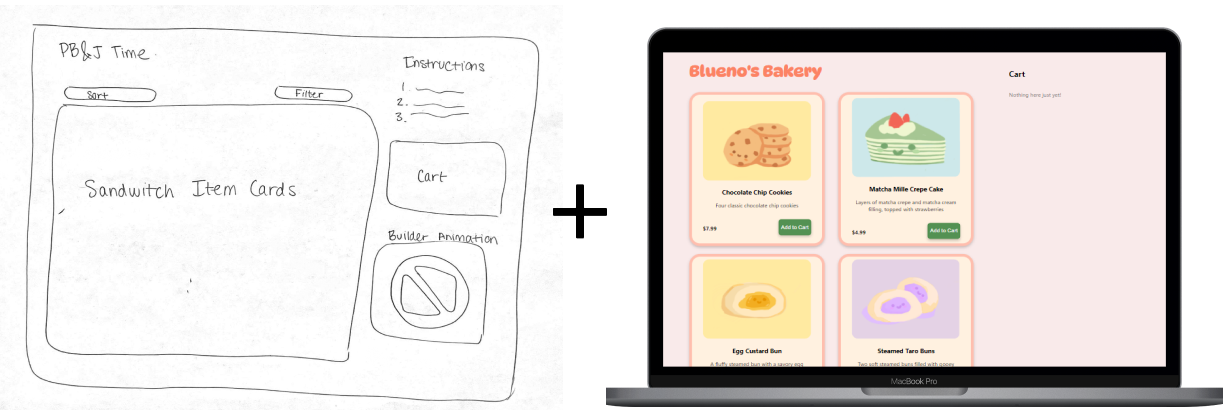 PB&J Time.
Sort
Filter
Sandwitch Item Cards
Instructions
1.
2.
3.
Cart
Builder Animation
+
Blueno's Bakery
Chocolate Chip Cookies
Four classic chocolate chip cookies
$7.99
Add to Cart
Matcha Mille Crepe Cake
Layers of matcha crepe and matcha cream
filling, topped with strawberries
$4.99
Add to Cart
Egg Custard Bun
A fluffy steamed bun with a savory egg
Steamed Taro Buns
Two soft steamed buns filled with gooey
Cart
Nothing here just yet!
MacBook Pro